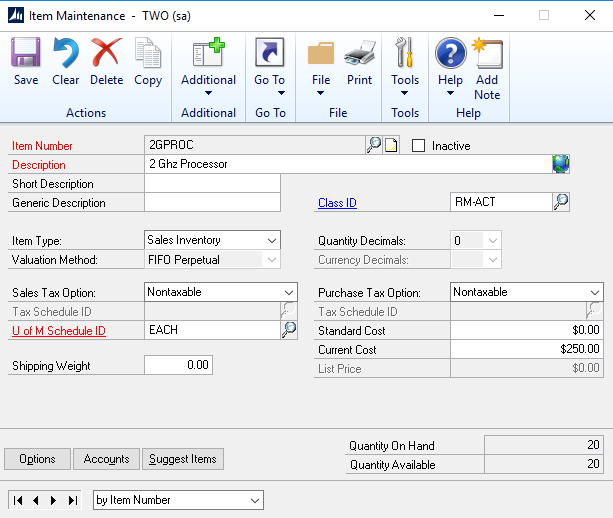 Item Maintenance - TWO (sa)
Save Clear Delete Copy Additional Go To File Print Tools Help Add Note
Actions Additional Go To File Tools Help
Item Number 2GPROC Inactive
Description 2 Ghz Processor
Short Description
Generic Description Class ID RM-ACT
Item Type: Sales Inventory Quantity Decimals: 0
Valuation Method: FIFO Perpetual Currency Decimals:
Sales Tax Option: Nontaxable Purchase Tax Option: Nontaxable
Tax Schedule ID Tax Schedule ID
U of M Schedule ID EACH Standard Cost $0.00
Current Cost $250.00
Shipping Weight 0.00 List Price $0.00
Quantity On Hand 20
Options Accounts Suggest Items Quantity Available 20
by Item Number